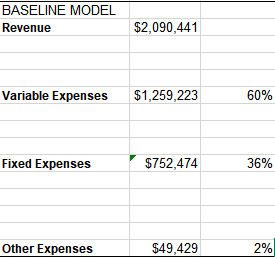 BASELINE MODEL
Revenue $2,090,441
Variable Expenses $1,259,223 60%
Fixed Expenses $752,474 36%
Other Expenses $49,429 2%